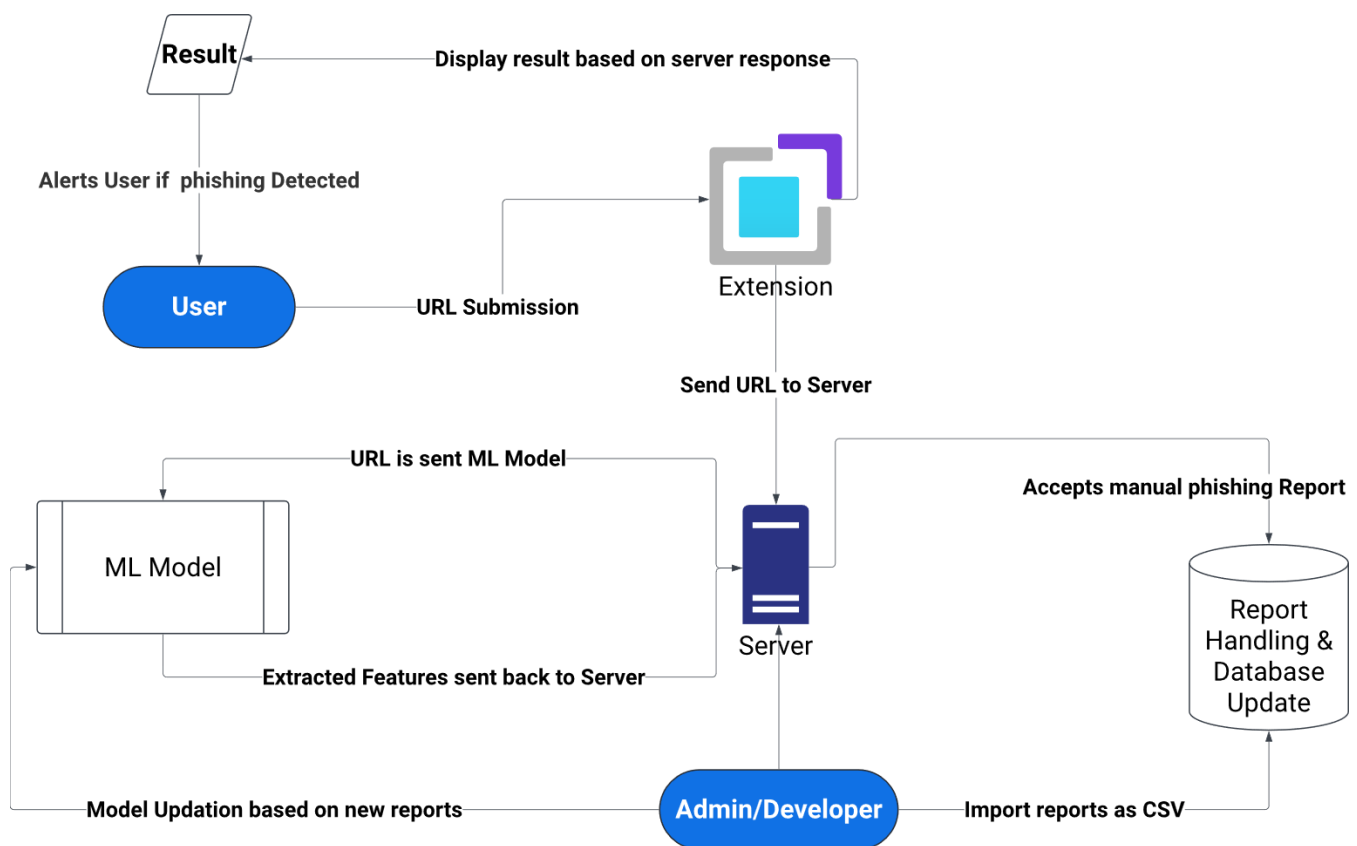 Result
Display result based on server response
Alerts User if phishing Detected
Extension
User
URL Submission
Send URL to Server
URL is sent ML Model
Accepts manual phishing Report
ML Model
Report
Handling &
Database
Update
Server
Extracted Features sent back to Server
Model Updation based on new reports
Admin/Developer
Import reports as CSV